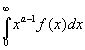 ∫₀^∞ x^{a−1} f(x)dx